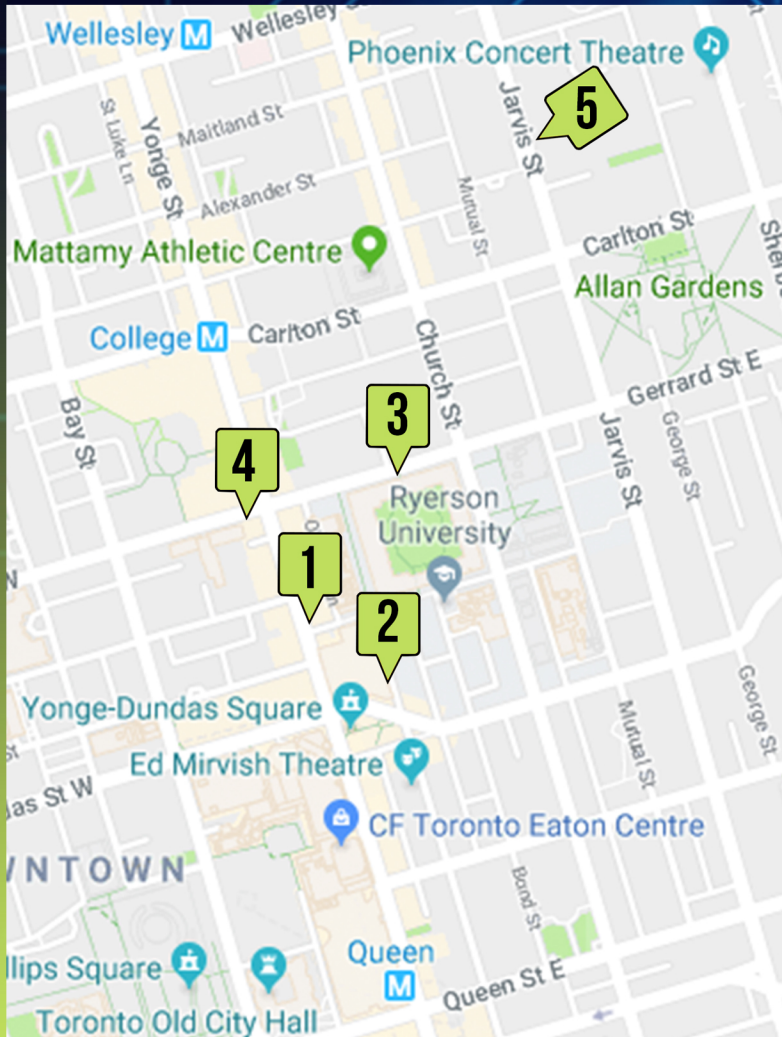 Wellesley M
Wellesley
Phoenix Concert Theatre
St Luke Ln
Yonge St
Maitland St
Jarvis St
5
Alexander St
Mutual St
Mattamy Athletic Centre
Carlton St
Allan Gardens
College M
Carlton St
Church St
Gerrard St E
Bay St
3
Jarvis St
George St
4
Ryerson
University
1
2
Yonge-Dundas Square
George St
Mutual St
Ed Mirvish Theatre
St W
CF Toronto Eaton Centre
NTOWN
Bond St
Queen
M
Square
Queen St E
Toronto Old City Hall